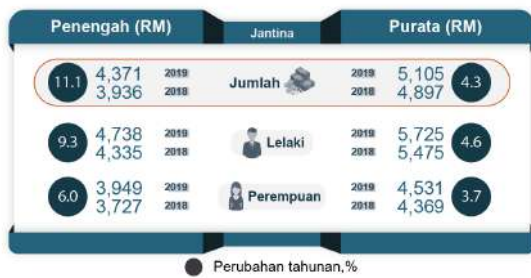 Penengah (RM) Jantina Purata (RM)
11.1 4,371 2019 Jumlah 2019 5,105 4.3
3,936 2018 2018 4,897
9.3 4,738 2019 Lelaki 2019 5,725 4.6
4,335 2018 2018 5,475
6.0 3,949 2019 Perempuan 2019 4,531 3.7
3,727 2018 2018 4,369
Perubahan tahunan,%